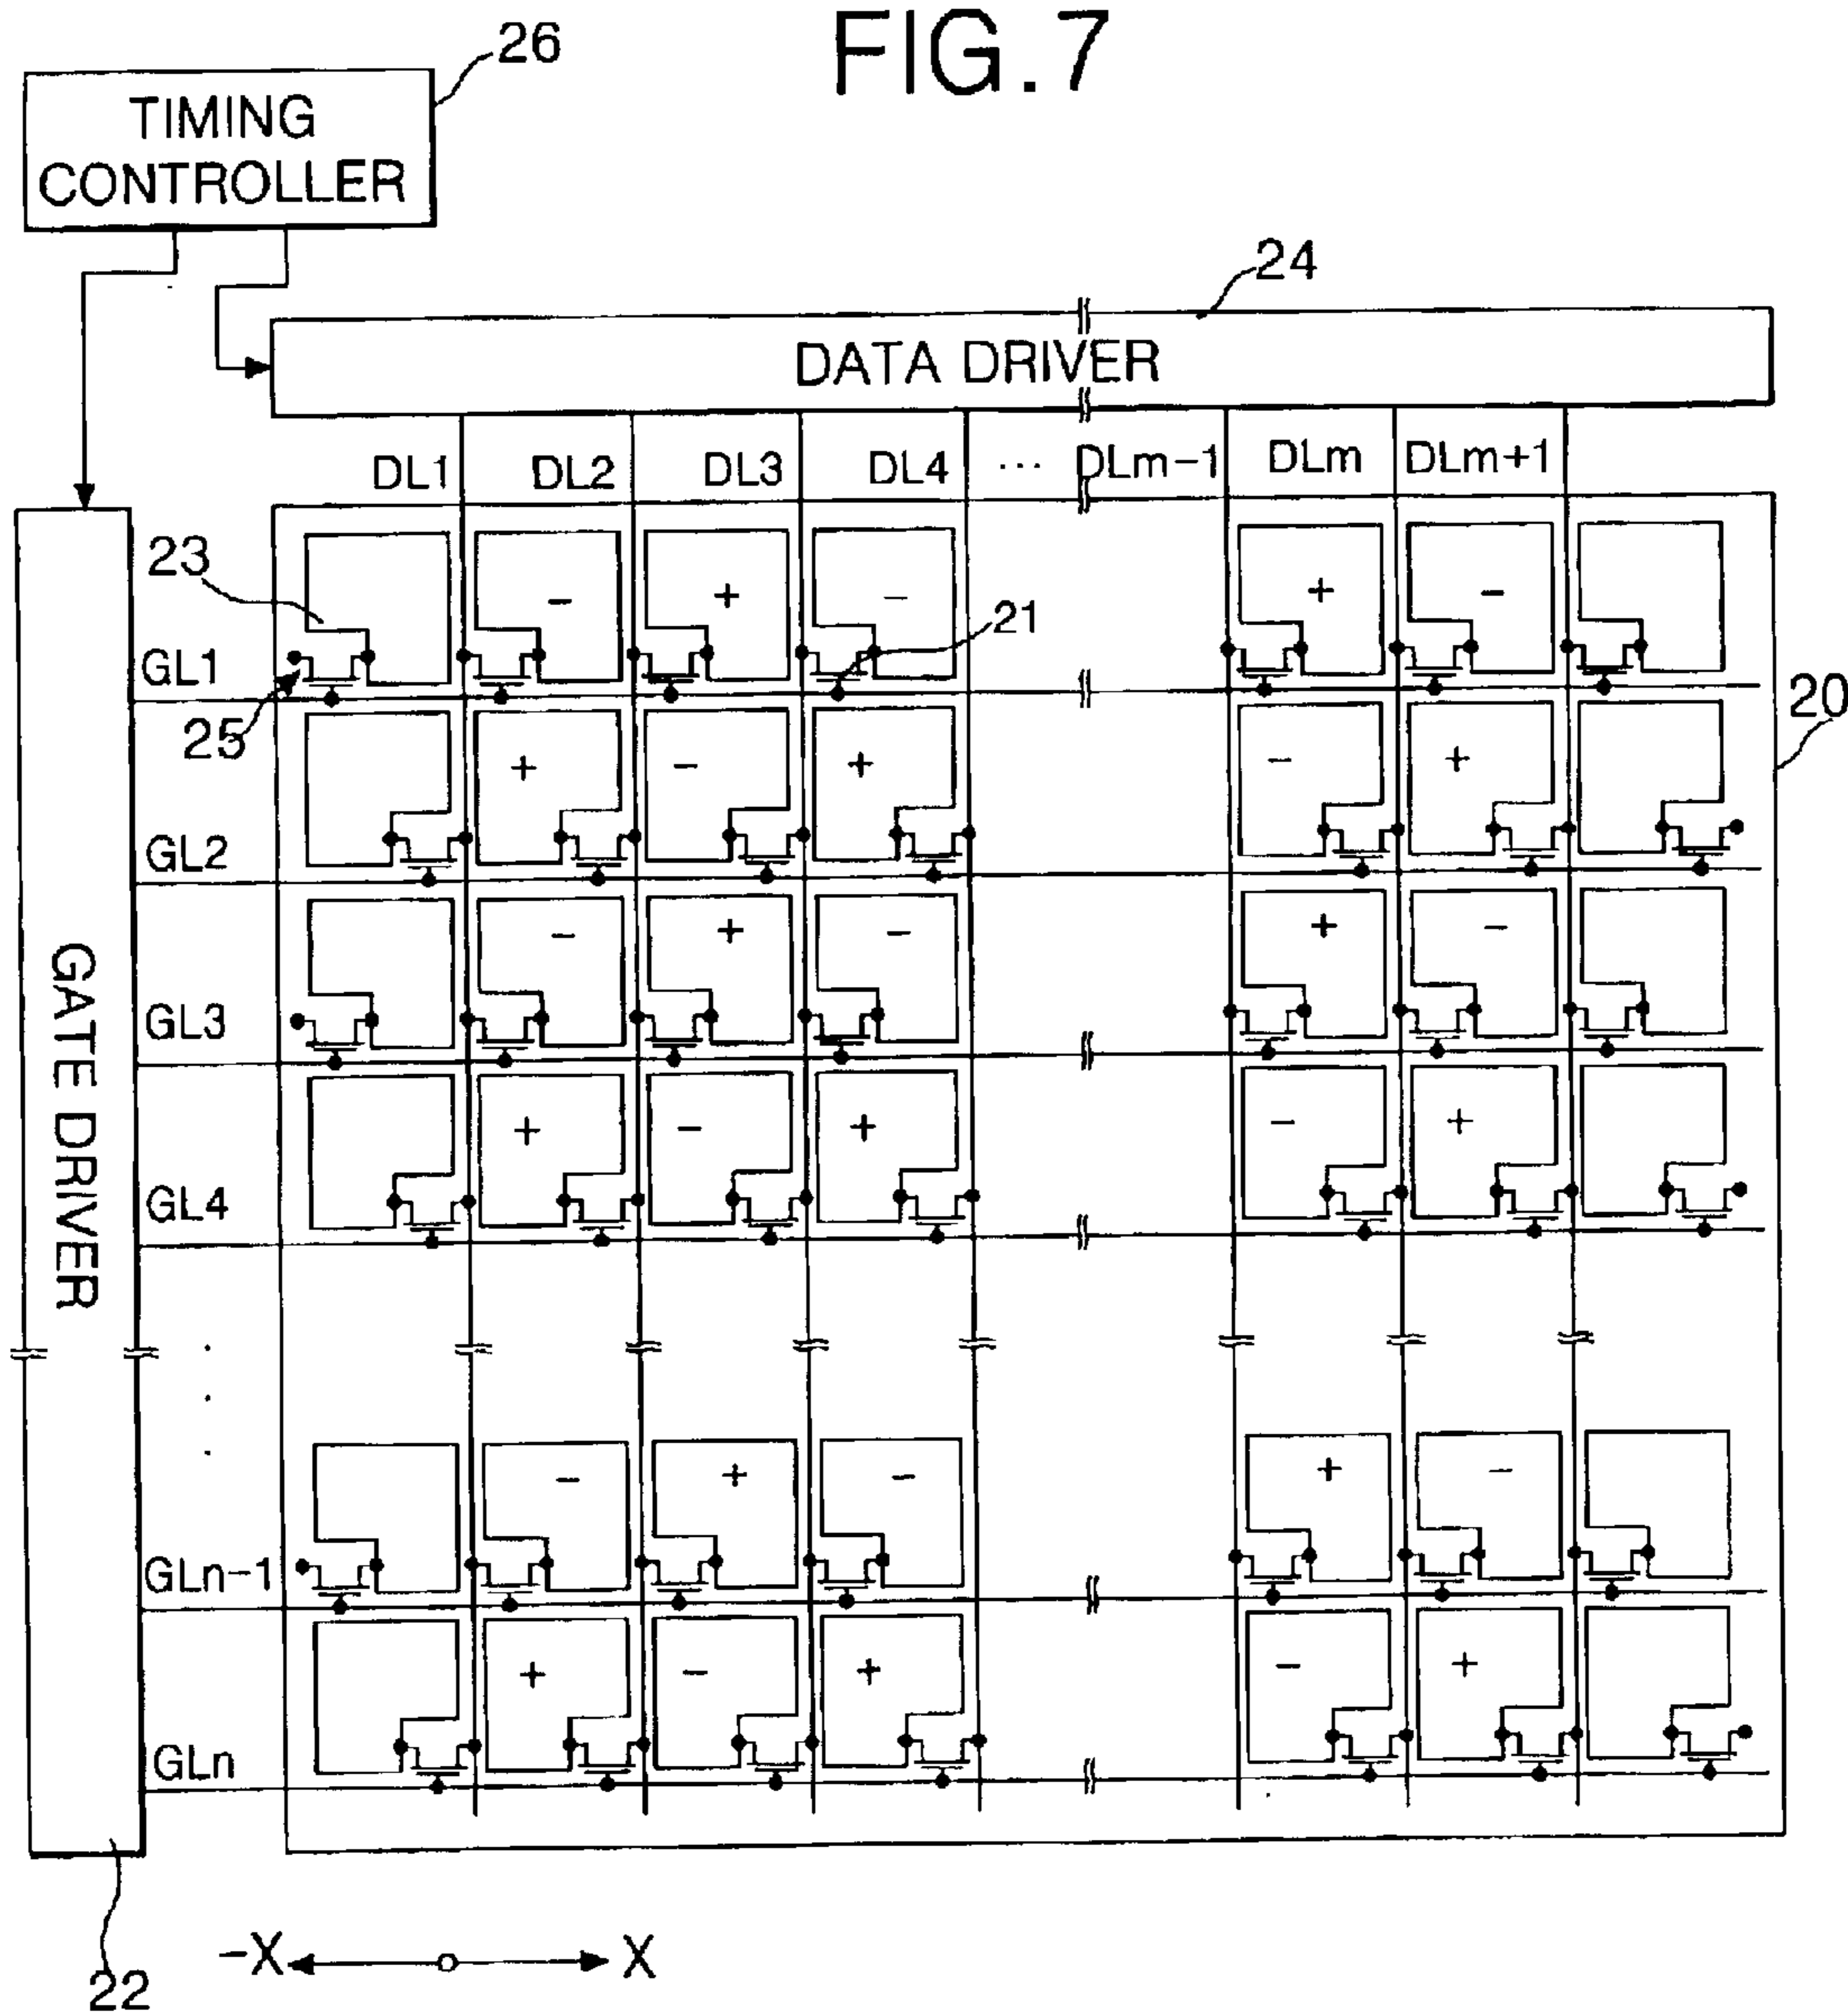 FIG.7
26
TIMING
CONTROLLER
24
DATA DRIVER
DL1 DL2 DL3 DL4 ... DLm-1 DLm DLm+1
23
- + - + -
21
GL1
25
20
+ - + - +
GL2
- + - + -
GL3
GATE DRIVER
+ - + - +
GL4
- + - + -
GLn-1
+ - + - +
GLn
22
-X X